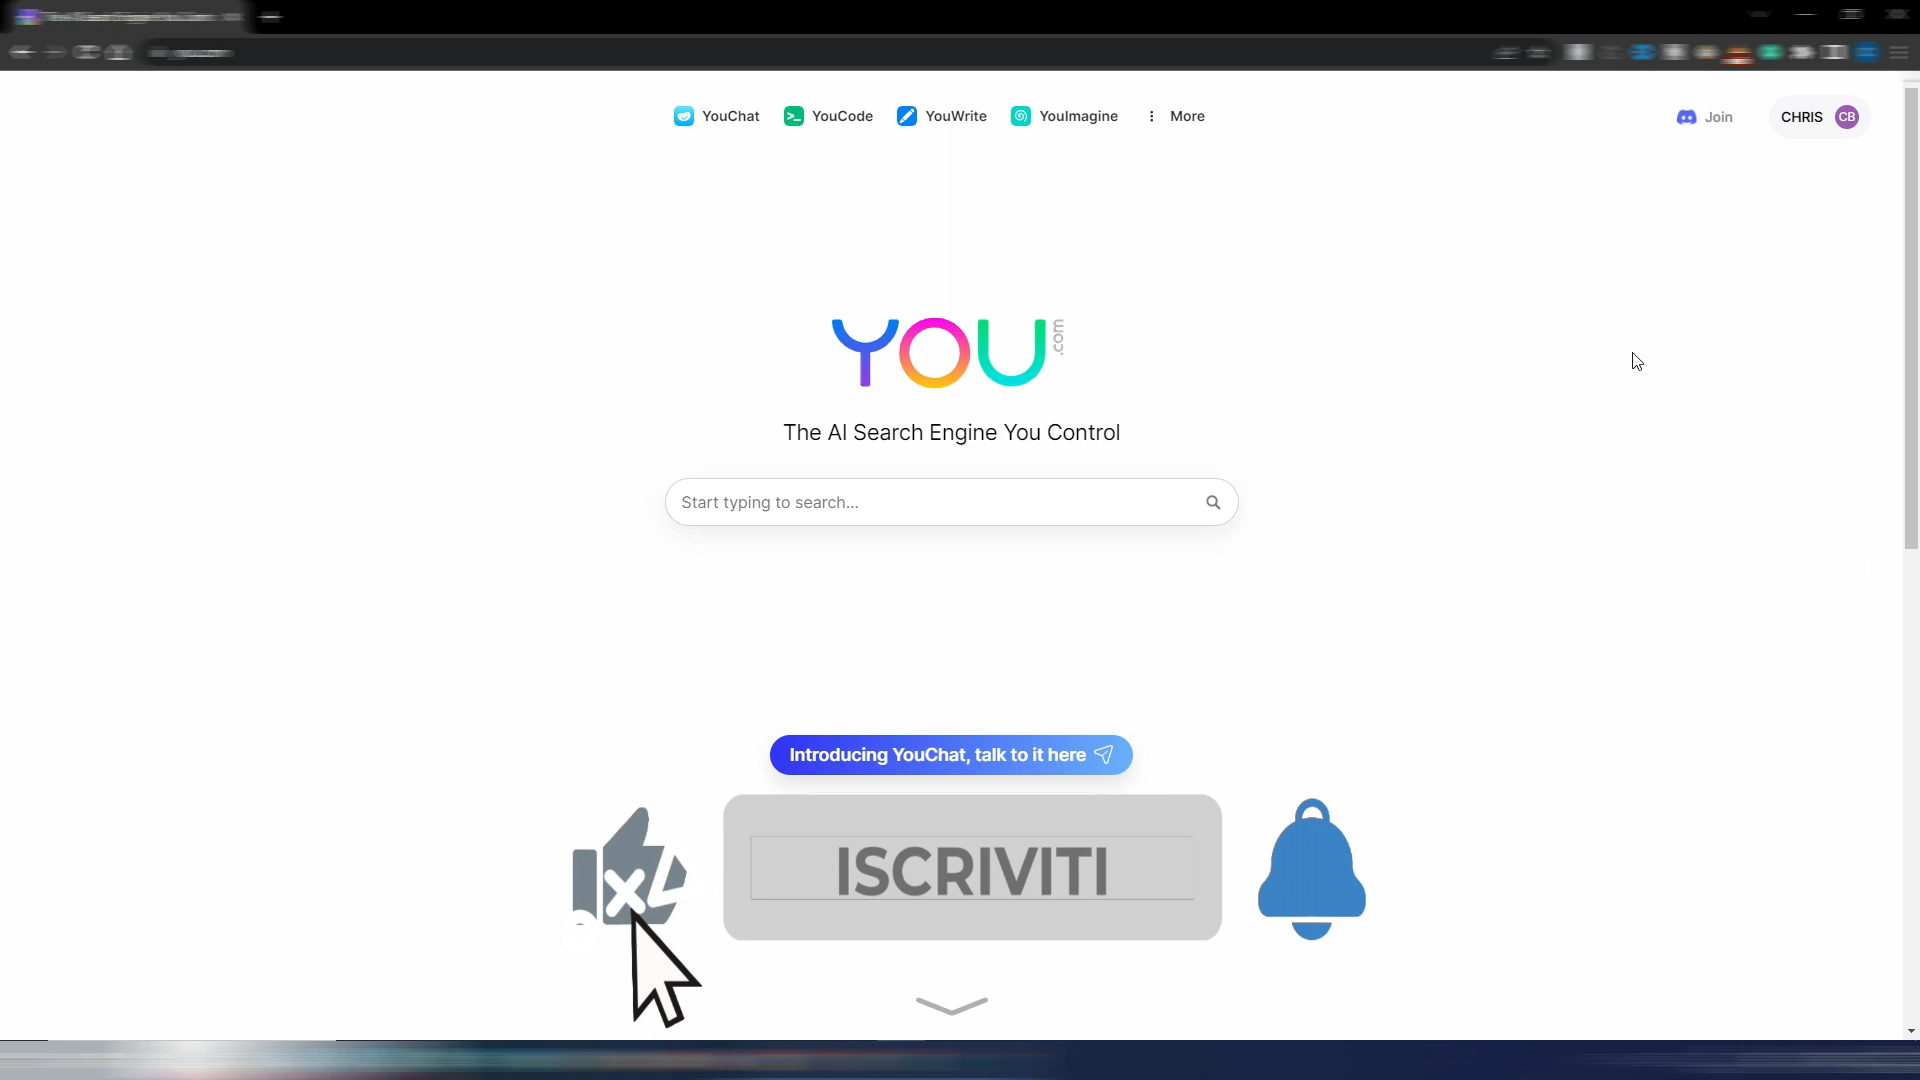 YouChat
YouCode
YouWrite
YouImagine
More
Join
CHRIS CB
YOU.com
The AI Search Engine You Control
Start typing to search...
Introducing YouChat, talk to it here
ISCRIVITI